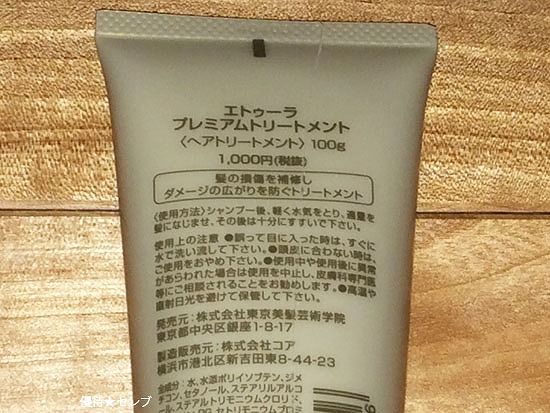 エトゥーラ
プレミアムトリートメント
〈ヘアトリートメント〉100g
1,000円(税抜)
髪の損傷を補修し
ダメージの広がりを防ぐトリートメント
〈使用方法〉シャンプー後、軽く水気をとり、適量を
髪になじませ、その後は十分にすすいで下さい。
使用上の注意 ●誤って目に入った時は、すぐに
水で洗い流して下さい。●頭皮に合わない時は、
ご使用をおやめ下さい。●使用中や使用後に異常
があらわれた場合は使用を中止し、皮膚科専門医
等にご相談されることをお勧めします。●高温や
直射日光を避けて保管して下さい。
発売元：株式会社東京美髪芸術学院
東京都中央区銀座1-8-17
製造販売元：株式会社コア
横浜市港北区新吉田東8-44-23
全成分：水、水添ポリイソブテン、ジメ
チコン、セタノール、ステアリルアルコ
ール、ステアルトリモニウムクロリド、
セトリモニウムブロミ
優待★セレブ